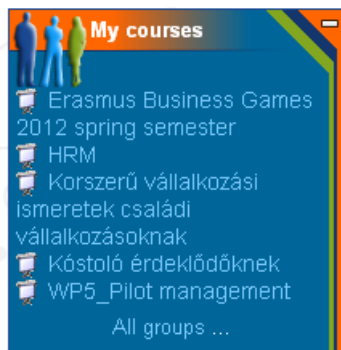 My courses
Erasmus Business Games
2012 spring semester
HRM
Korszerű vállalkozási
ismeretek családi
vállalkozásoknak
Kóstoló érdeklődőknek
WP5_Pilot management
All groups ...